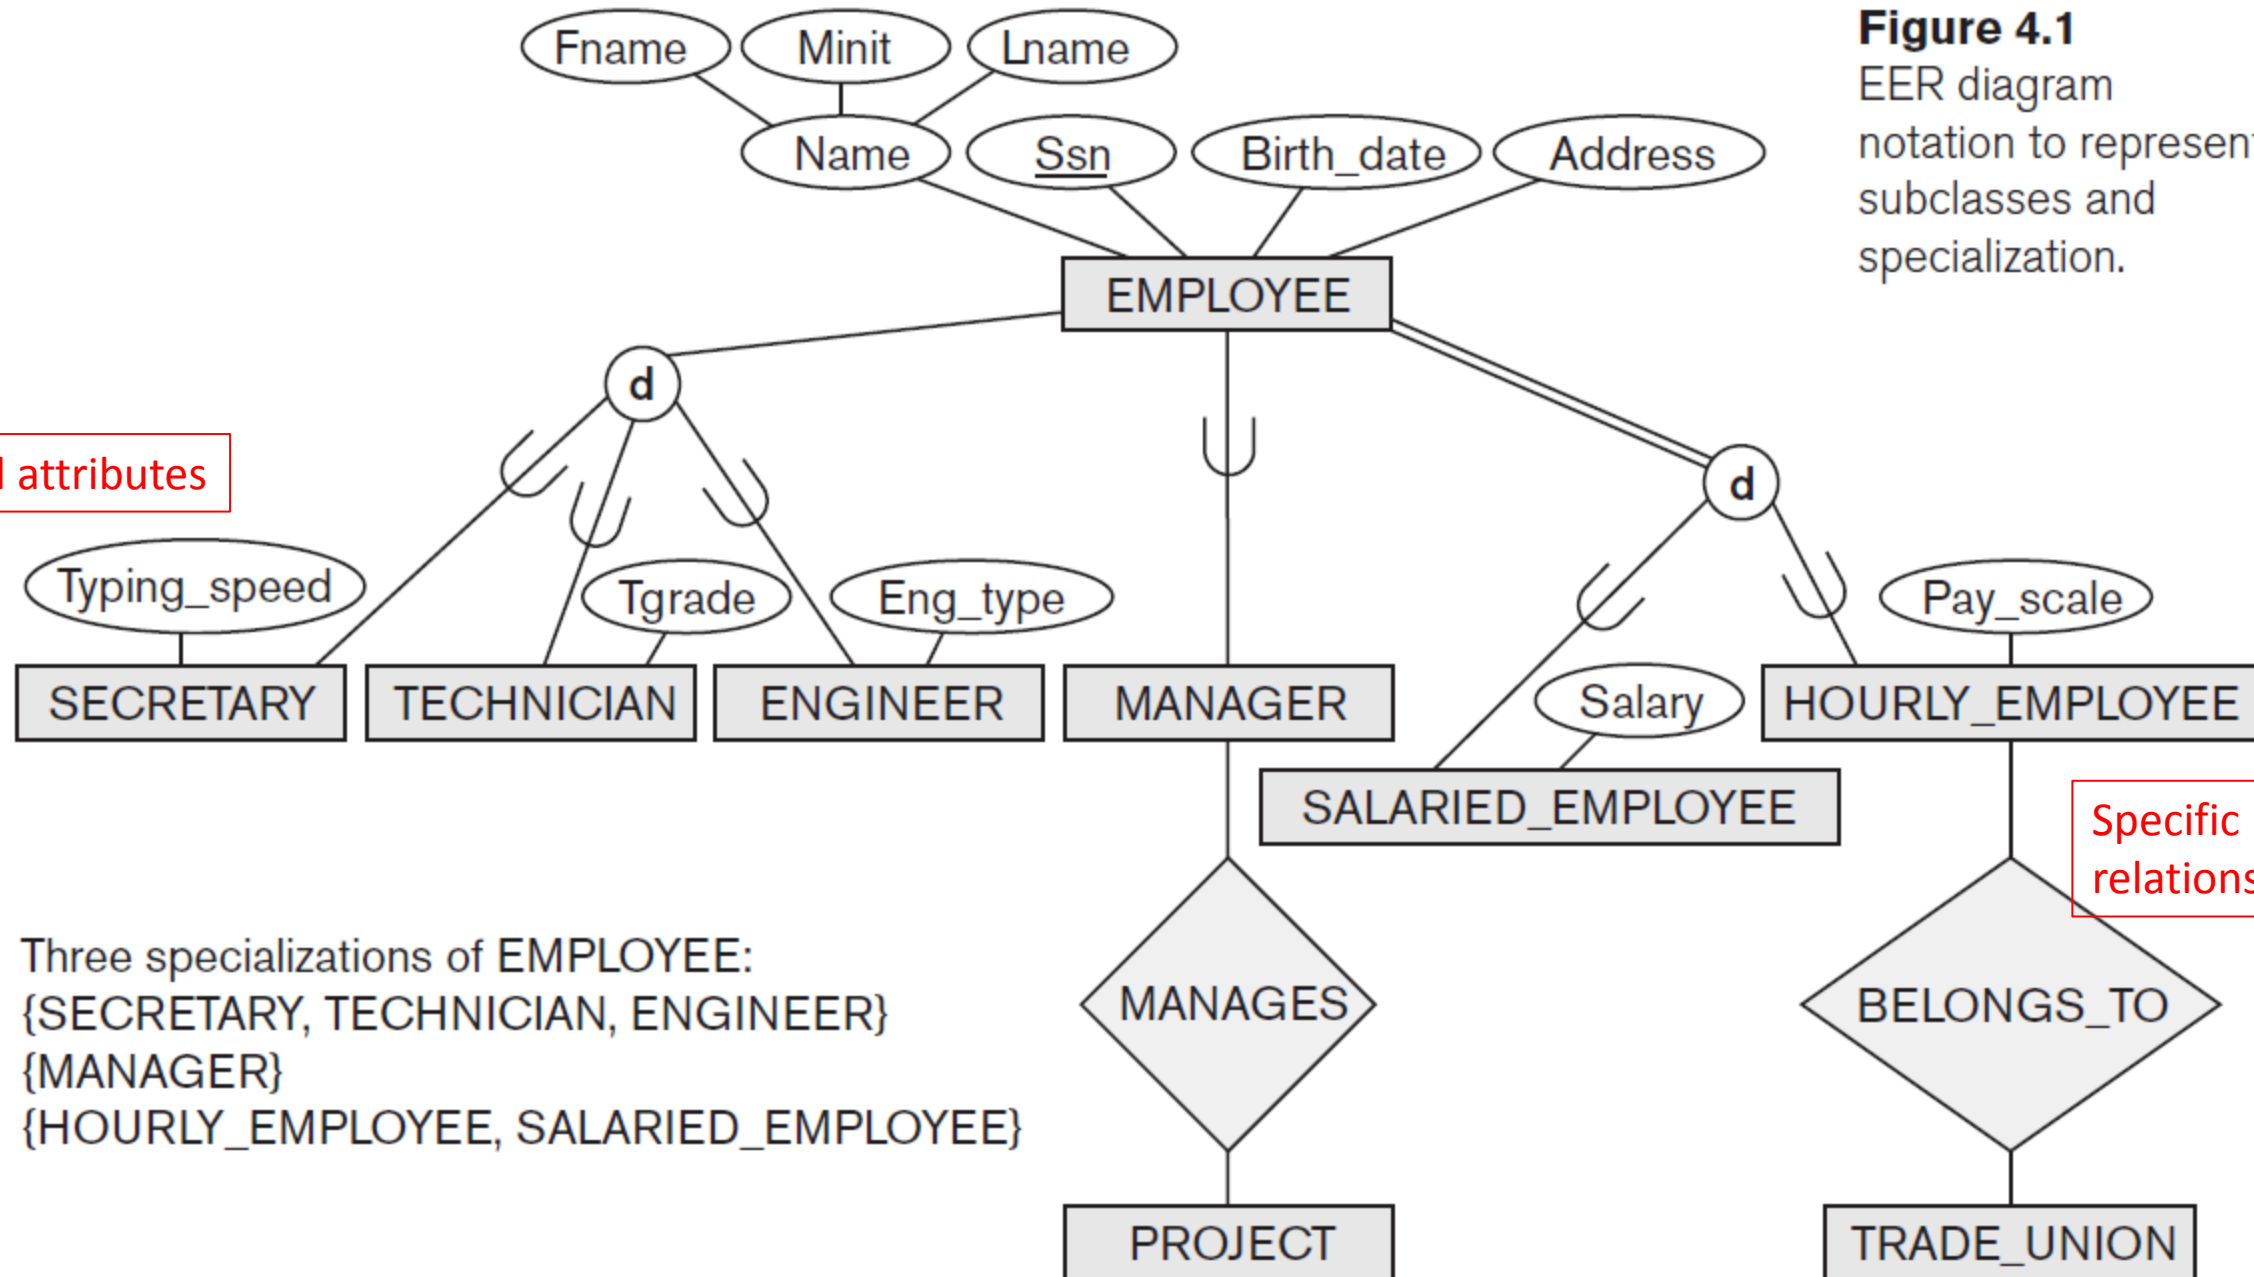 Figure 4.1
EER diagram
notation to represent
subclasses and
specialization.
Fname
Minit
Lname
Name
Ssn
Birth_date
Address
EMPLOYEE
d
d
attributes
Typing_speed
Tgrade
Eng_type
Pay_scale
SECRETARY
TECHNICIAN
ENGINEER
MANAGER
Salary
HOURLY_EMPLOYEE
SALARIED_EMPLOYEE
Specific
Three specializations of EMPLOYEE:
{SECRETARY, TECHNICIAN, ENGINEER}
{MANAGER}
{HOURLY_EMPLOYEE, SALARIED_EMPLOYEE}
MANAGES
BELONGS_TO
PROJECT
TRADE_UNION